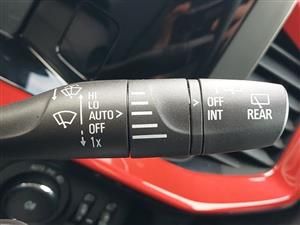 HI
LO
AUTO>
OFF
1x
OFF
INT
REAR